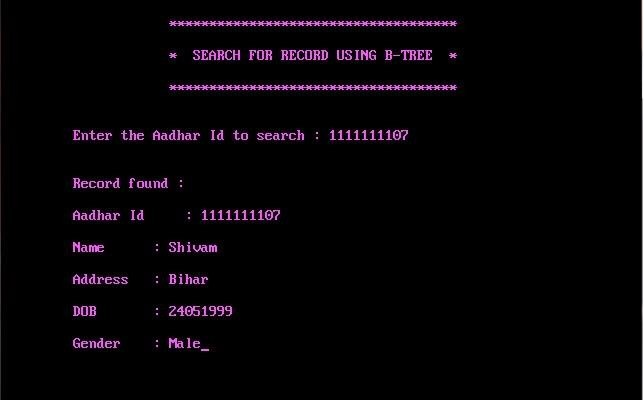 ************************************
* SEARCH FOR RECORD USING B-TREE *
************************************
Enter the Aadhar Id to search : 1111111107
Record found :
Aadhar Id : 1111111107
Name : Shivam
Address : Bihar
DOB : 24051999
Gender : Male_